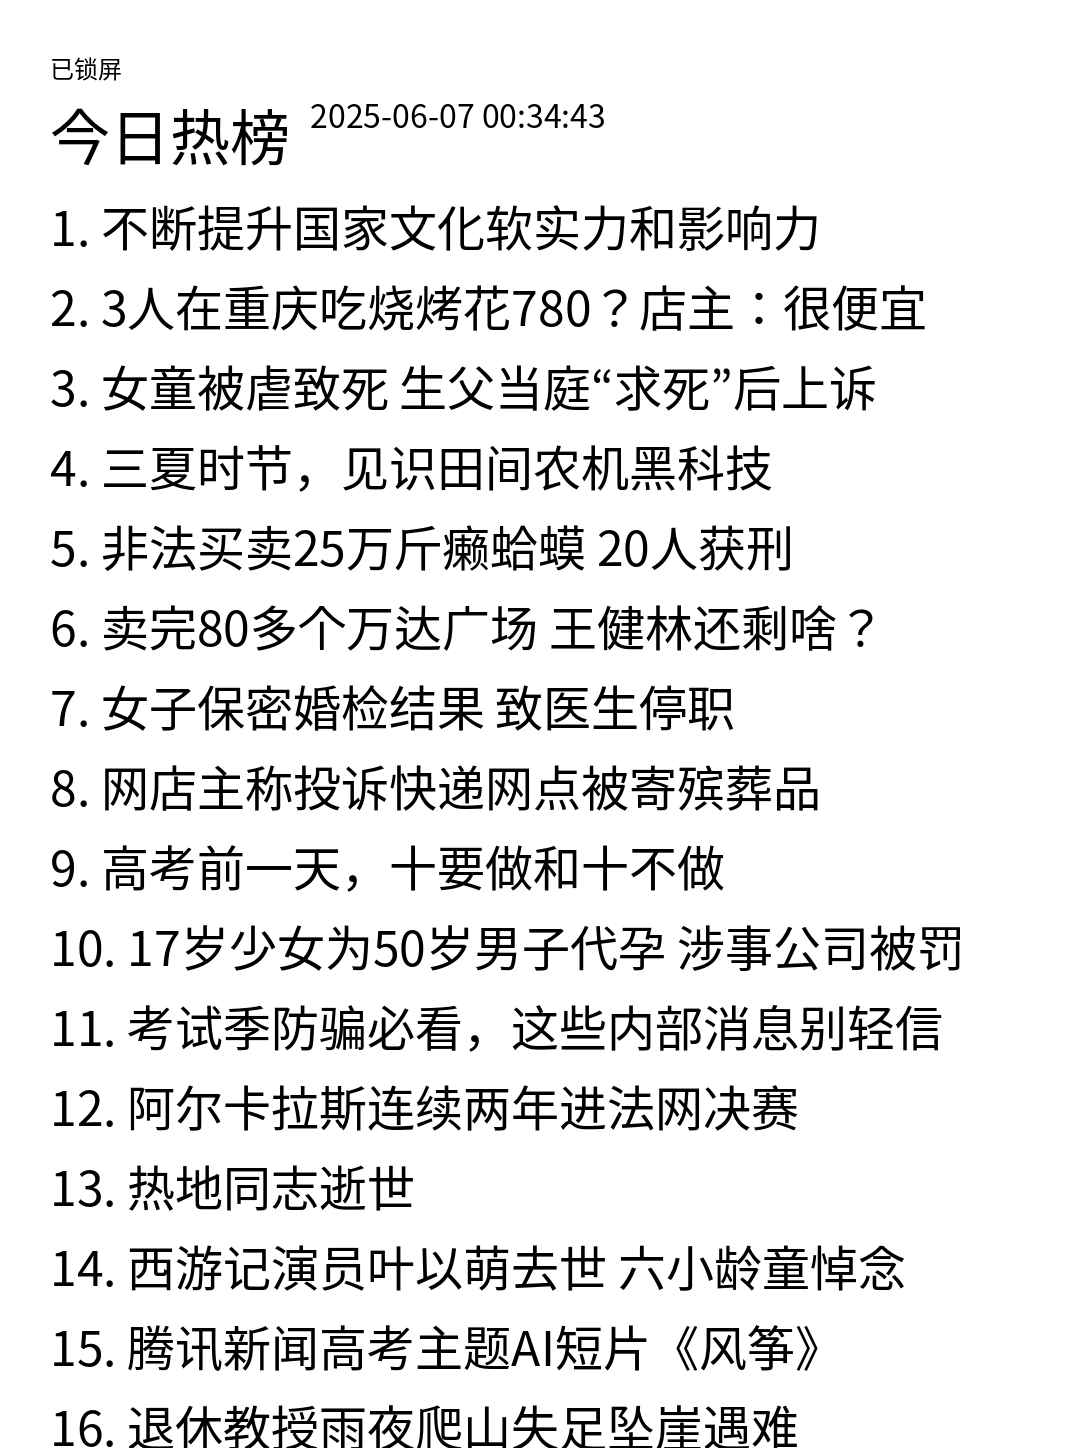 已锁屏
今日热榜 2025-06-07 00:34:43
1. 不断提升国家文化软实力和影响力
2. 3人在重庆吃烧烤花780？店主：很便宜
3. 女童被虐致死 生父当庭“求死”后上诉
4. 三夏时节，见识田间农机黑科技
5. 非法买卖25万斤癞蛤蟆 20人获刑
6. 卖完80多个万达广场 王健林还剩啥？
7. 女子保密婚检结果 致医生停职
8. 网店主称投诉快递网点被寄殡葬品
9. 高考前一天，十要做和十不做
10. 17岁少女为50岁男子代孕 涉事公司被罚
11. 考试季防骗必看，这些内部消息别轻信
12. 阿尔卡拉斯连续两年进法网决赛
13. 热地同志逝世
14. 西游记演员叶以萌去世 六小龄童悼念
15. 腾讯新闻高考主题AI短片《风筝》
16. 退休教授雨夜爬山失足坠崖遇难